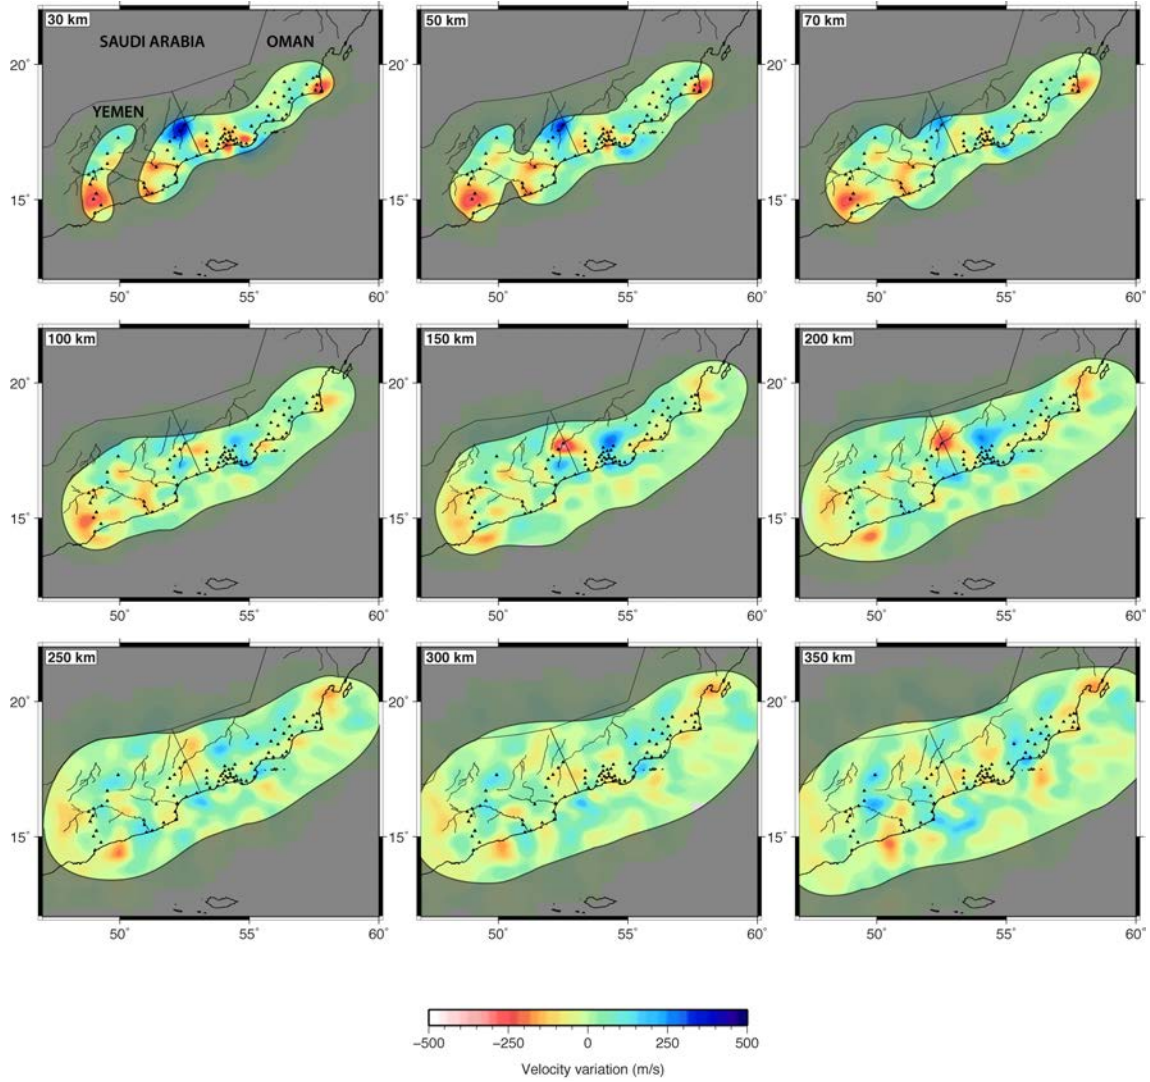 30 km
50 km
70 km
SAUDI ARABIA
OMAN
YEMEN
20°
15°
20°
15°
20°
15°
50° 55° 60°
50° 55° 60°
50° 55° 60°
100 km
150 km
200 km
20°
15°
20°
15°
20°
15°
50° 55° 60°
50° 55° 60°
50° 55° 60°
250 km
300 km
350 km
20°
15°
20°
15°
20°
15°
50° 55° 60°
50° 55° 60°
50° 55° 60°
−500 −250 0 250 500
Velocity variation (m/s)